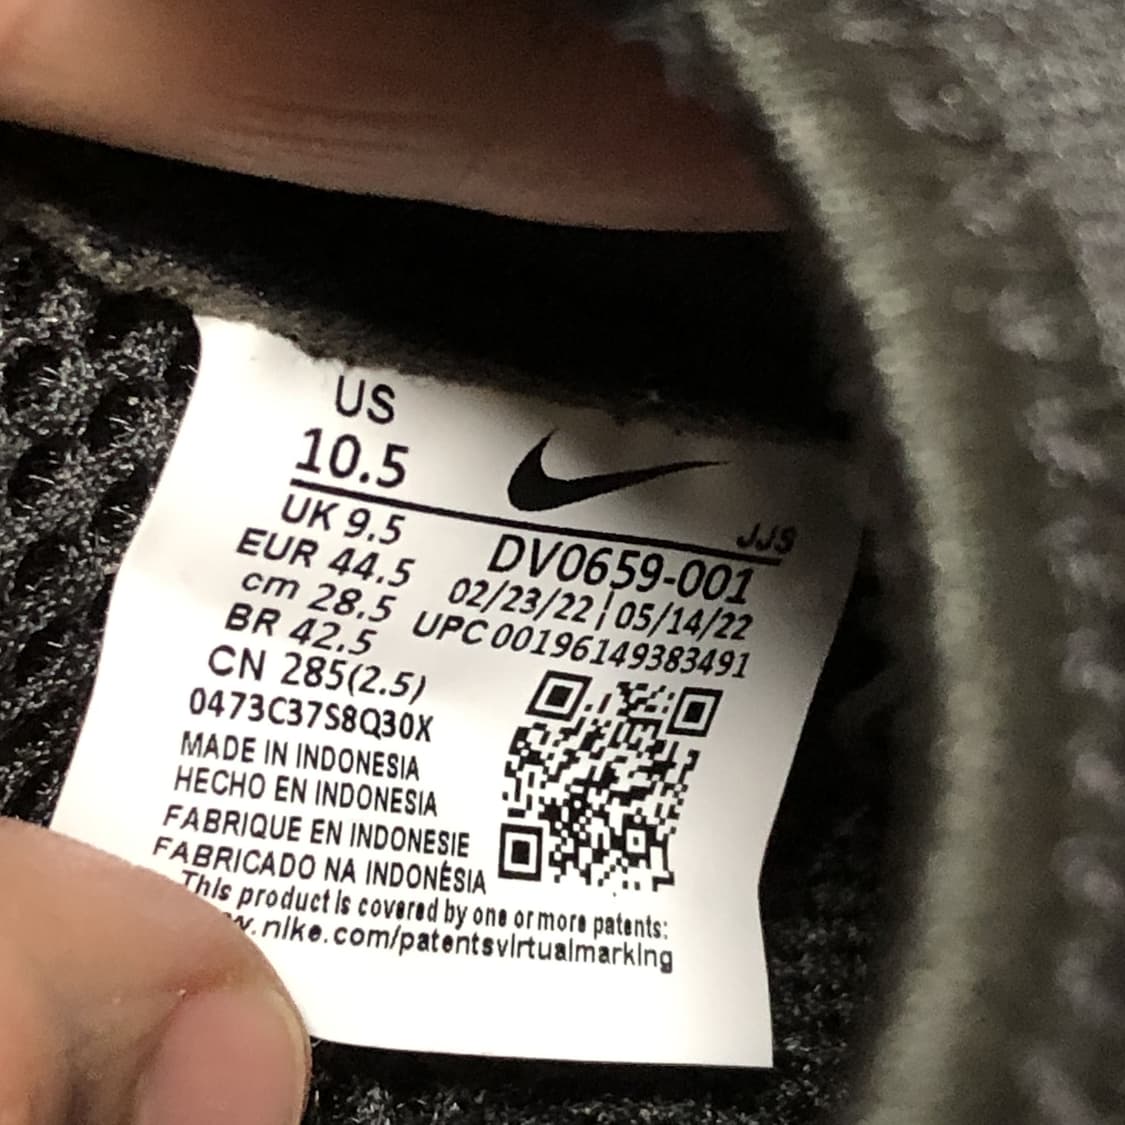 US
10.5
JJS
UK 9.5
DV0659-001
EUR 44.5
02/23/22 | 05/14/22
cm 28.5
UPC 00196149383491
BR 42.5
CN 285(2.5)
0473C37S8Q30X
MADE IN INDONESIA
HECHO EN INDONESIA
FABRIQUE EN INDONESIE
FABRICADO NA INDONÉSIA
This product is covered by one or more patents:
w.nike.com/patentsvirtualmarking